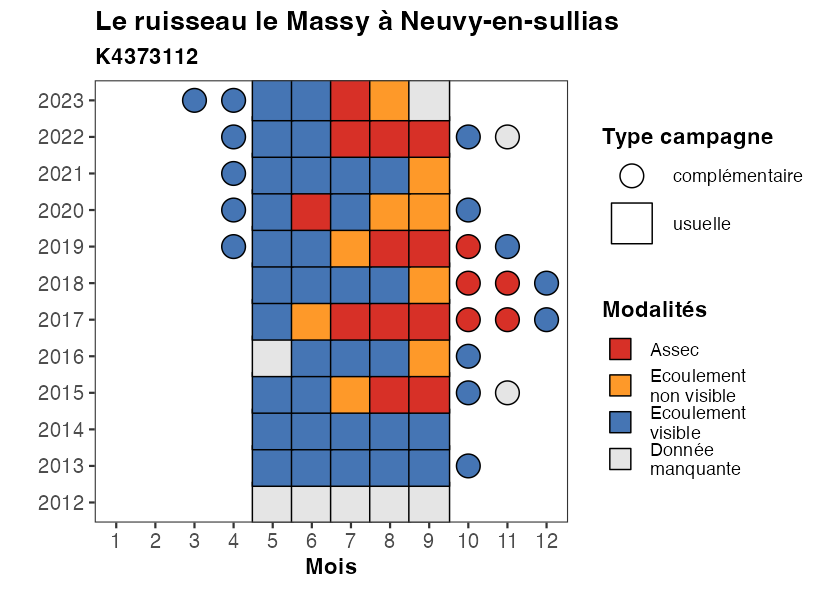 Le ruisseau le Massy à Neuvy-en-sullias
K4373112
2023
2022
2021
2020
2019
2018
2017
2016
2015
2014
2013
2012
1 2 3 4 5 6 7 8 9 10 11 12
Mois
Type campagne
complémentaire
usuelle
Modalités
Assec
Ecoulement
non visible
Ecoulement
visible
Donnée
manquante